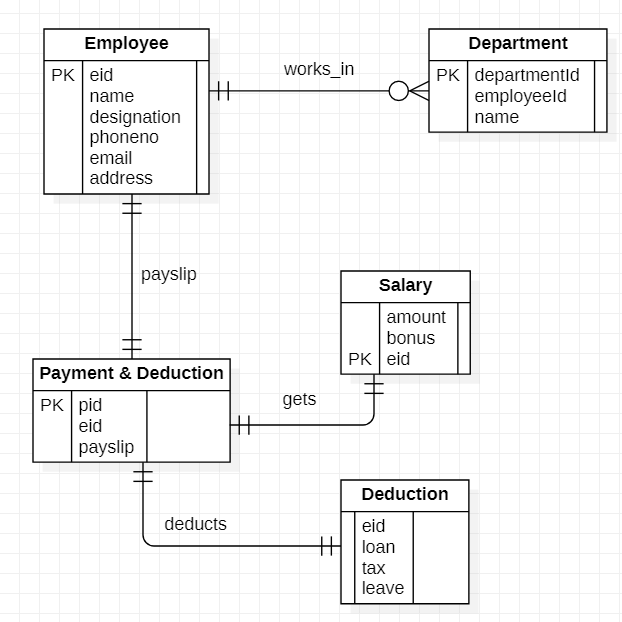 Employee
PK eid
name
designation
phoneno
email
address
works_in
Department
PK departmentId
employeeId
name
payslip
Salary
amount
bonus
PK eid
Payment & Deduction
PK pid
eid
payslip
gets
Deduction
eid
loan
tax
leave
deducts